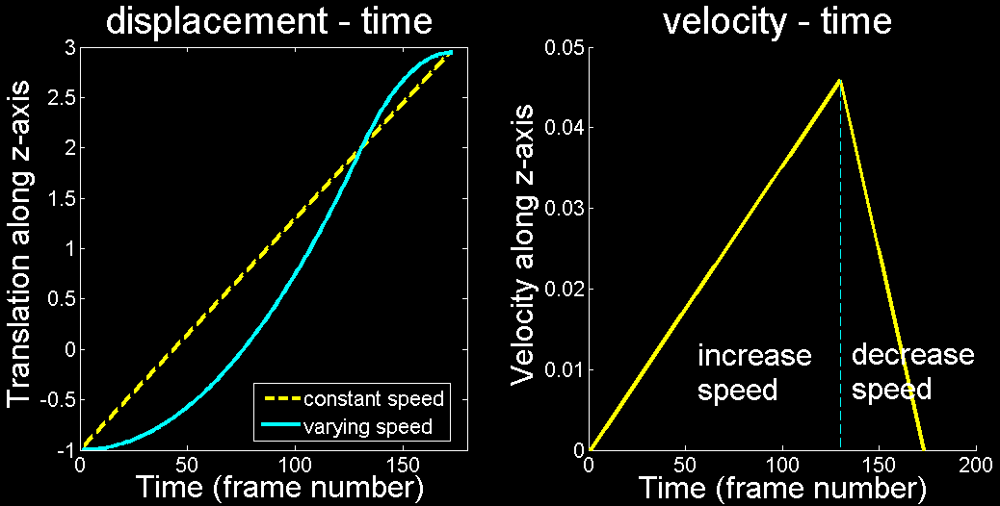 displacement - time
Translation along z-axis
3
2.5
2
1.5
1
0.5
0
-0.5
-1
0
50
100
150
constant speed
varying speed
Time (frame number)
velocity - time
Velocity along z-axis
0.05
0.04
0.03
0.02
0.01
0
increase
speed
decrease
speed
0
50
100
150
200
Time (frame number)